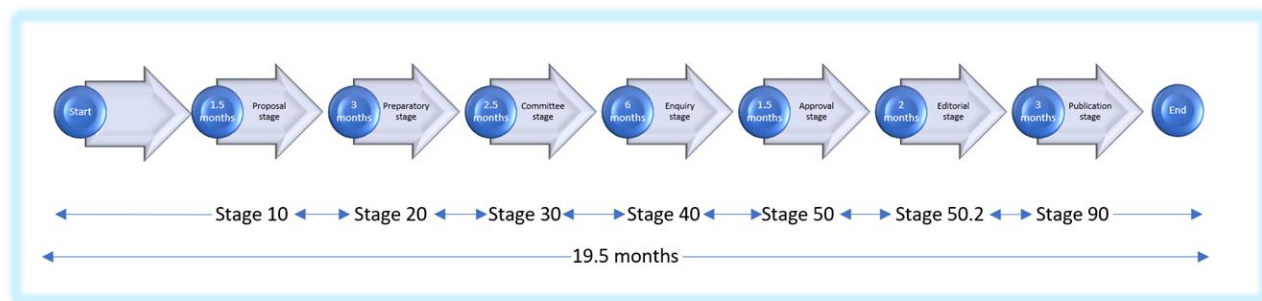 Start
1.5
months
Proposal
stage
3
months
Preparatory
stage
2.5
months
Committee
stage
6
months
Enquiry
stage
1.5
months
Approval
stage
2
months
Editorial
stage
3
months
Publication
stage
End
Stage 10
Stage 20
Stage 30
Stage 40
Stage 50
Stage 50.2
Stage 90
19.5 months